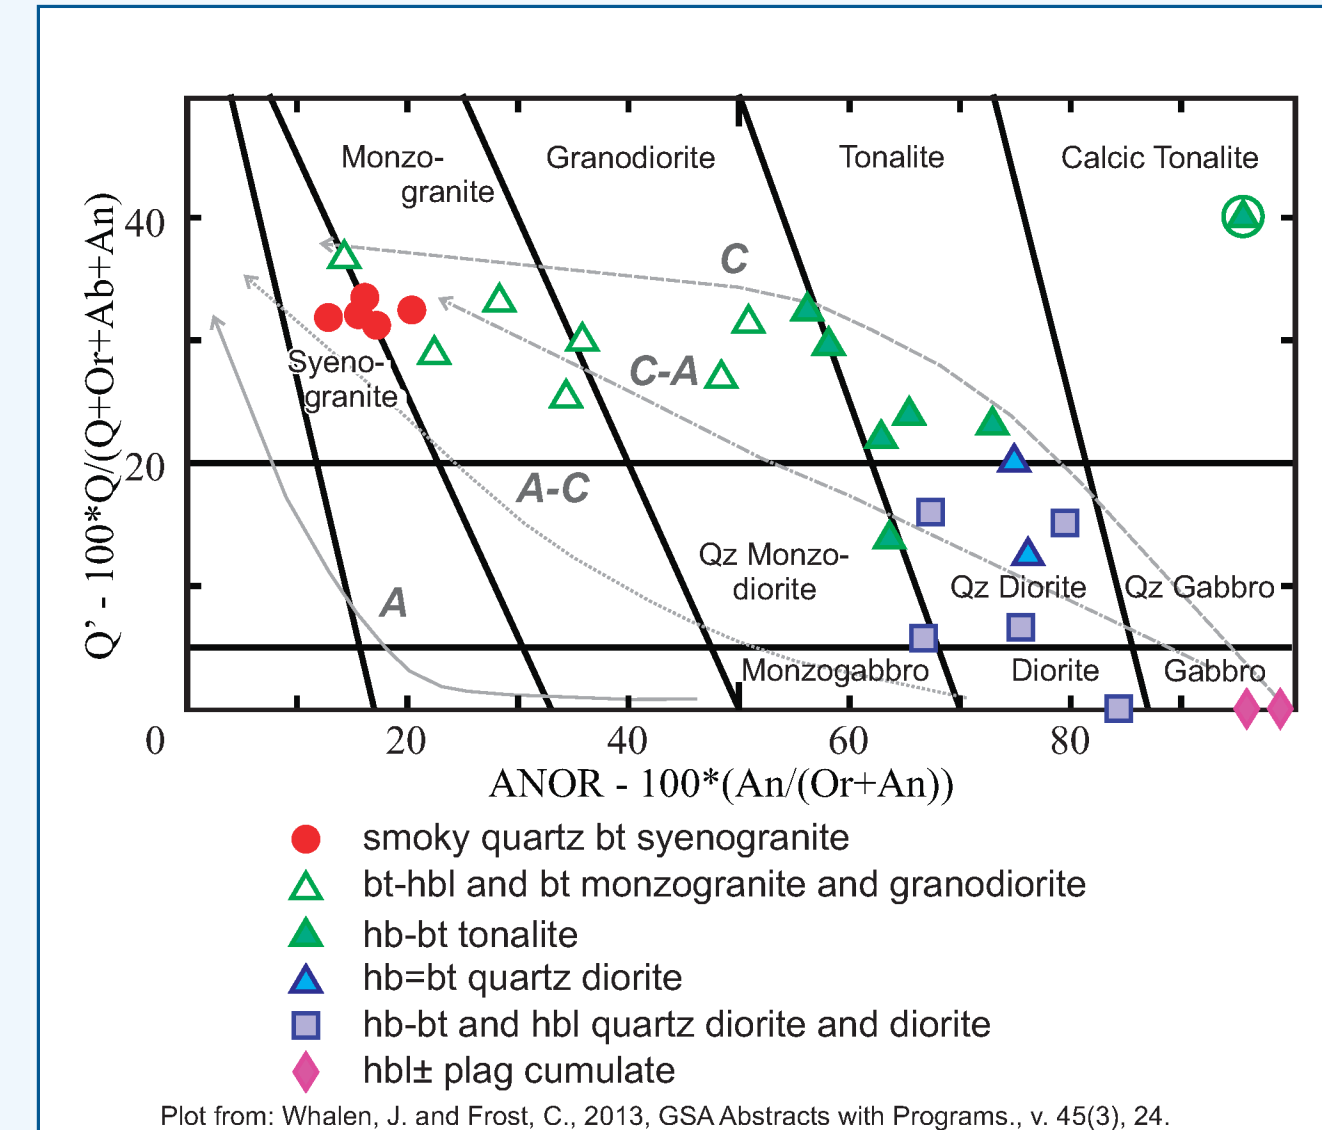 Monzo-
granite
Granodiorite
Tonalite
Calcic Tonalite
40
C
C-A
Syeno-
granite
20
A-C
A
Qz Monzo-
diorite
Qz Diorite
Qz Gabbro
Monzogabbro
Diorite
Gabbro
Q’ - 100*Q/(Q+Or+Ab+An)
0
20
40
60
80
ANOR - 100*(An/(Or+An))
smoky quartz bt syenogranite
bt-hbl and bt monzogranite and granodiorite
hb-bt tonalite
hb=bt quartz diorite
hb-bt and hbl quartz diorite and diorite
hbl± plag cumulate
Plot from: Whalen, J. and Frost, C., 2013, GSA Abstracts with Programs., v. 45(3), 24.